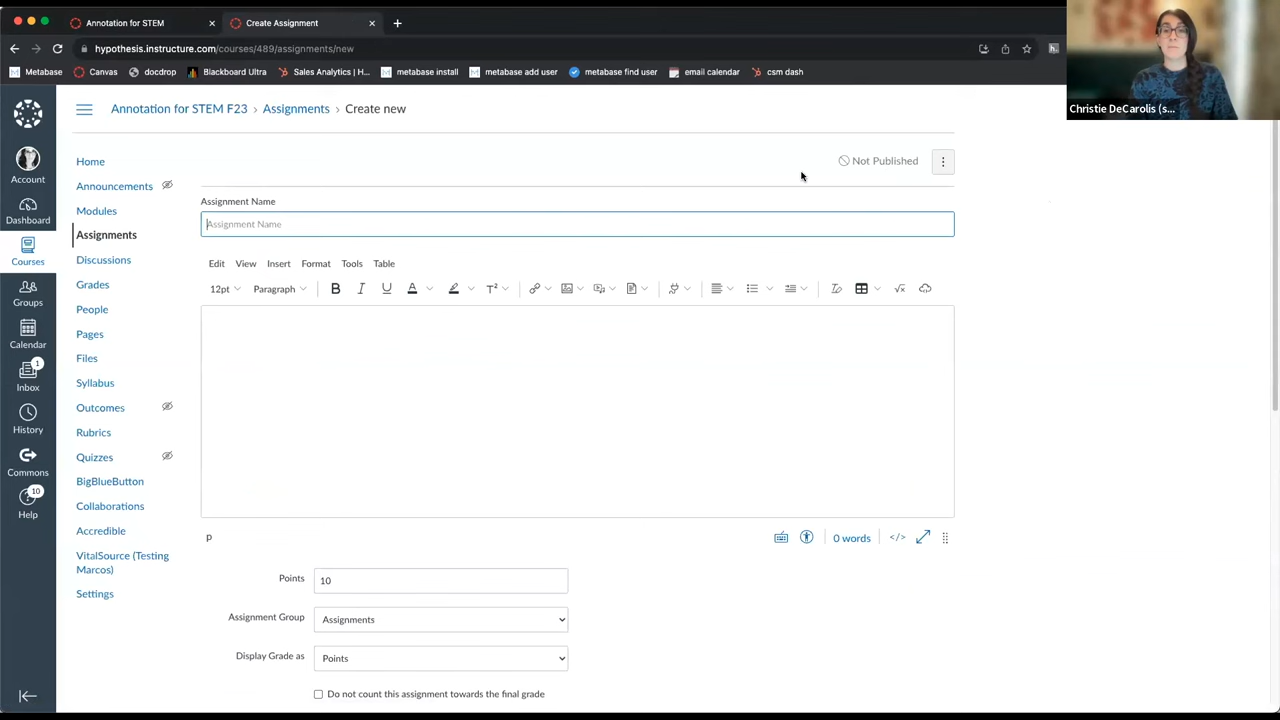 Annotation for STEM
Create Assignment
hypothesis.instructure.com/courses/489/assignments/new
Metabase
Canvas
docdrop
Blackboard Ultra
Sales Analytics | H...
metabase install
metabase add user
metabase find user
email calendar
csm dash
Christie DeCarolis (s...
Annotation for STEM F23 > Assignments > Create new
Account
Dashboard
Courses
Groups
Calendar
1
Inbox
History
Commons
10
Help
Home
Announcements
Modules
Assignments
Discussions
Grades
People
Pages
Files
Syllabus
Outcomes
Rubrics
Quizzes
BigBlueButton
Collaborations
Accredible
VitalSource (Testing
Marcos)
Settings
Not Published
Assignment Name
Assignment Name
Edit View Insert Format Tools Table
12pt Paragraph B I U A T²
p
0 words </>
Points 10
Assignment Group Assignments
Display Grade as Points
Do not count this assignment towards the final grade